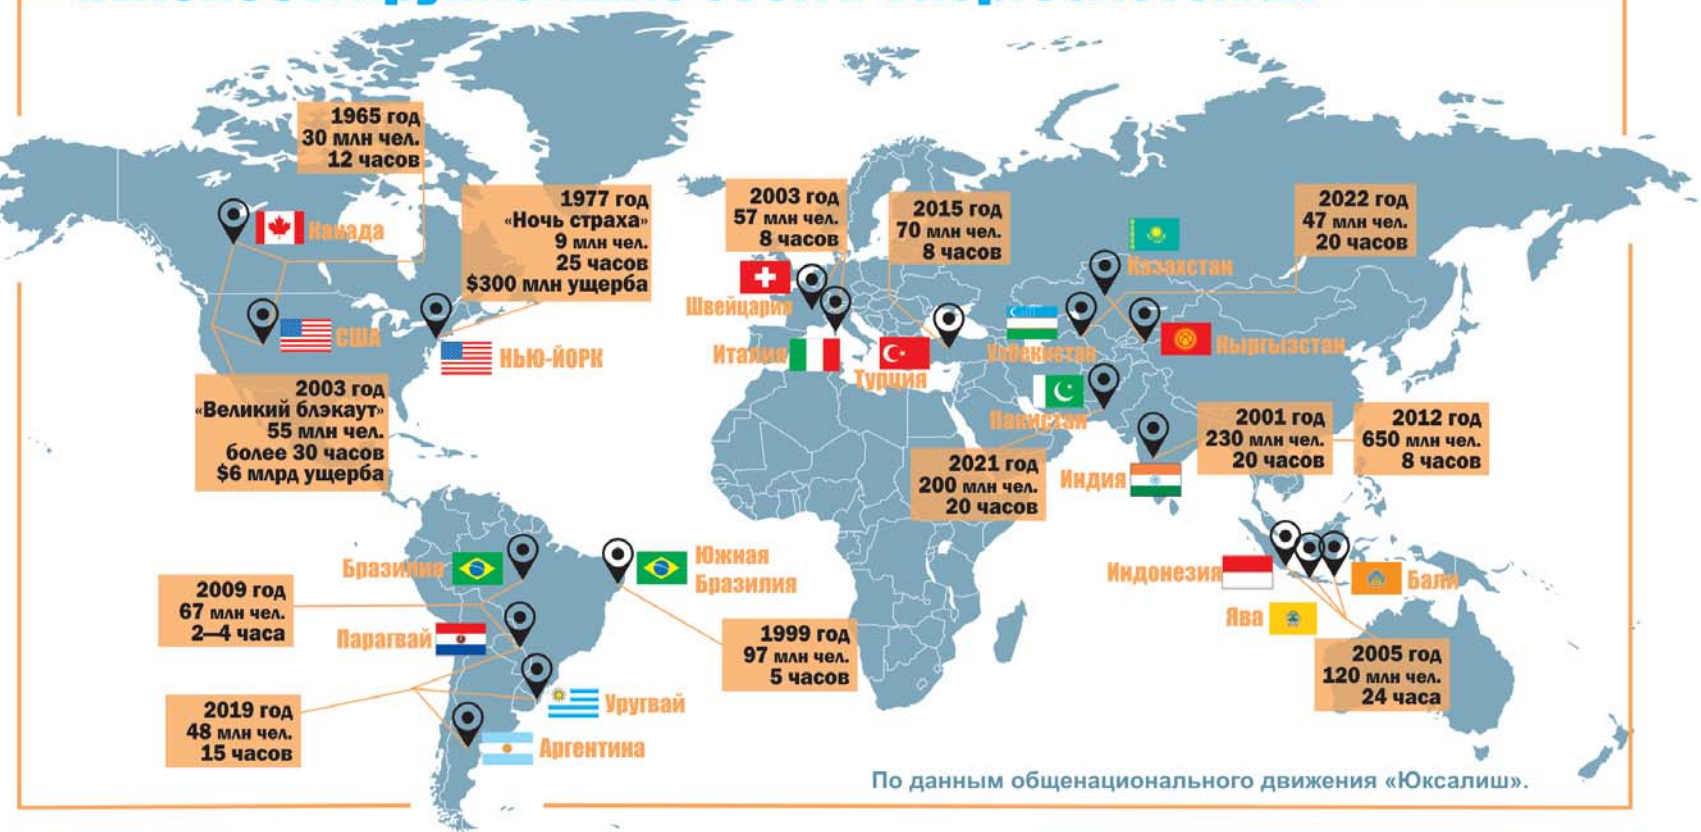 1965 год
30 млн чел.
12 часов
Канада
1977 год
«Ночь страха»
9 млн чел.
25 часов
$300 млн ущерба
США
НЬЮ-ЙОРК
2003 год
«Великий блэкаут»
55 млн чел.
более 30 часов
$6 млрд ущерба
2003 год
57 млн чел.
8 часов
Швейцария
Италия
2015 год
70 млн чел.
8 часов
Турция
2022 год
47 млн чел.
20 часов
Казахстан
Узбекистан
Кыргызстан
Пакистан
2021 год
200 млн чел.
20 часов
Индия
2001 год
230 млн чел.
20 часов
2012 год
650 млн чел.
8 часов
Бразилия
Южная
Бразилия
2009 год
67 млн чел.
2–4 часа
Парагвай
1999 год
97 млн чел.
5 часов
2019 год
48 млн чел.
15 часов
Уругвай
Аргентина
Индонезия
Бали
Ява
2005 год
120 млн чел.
24 часа
По данным общенационального движения «Юксалиш».